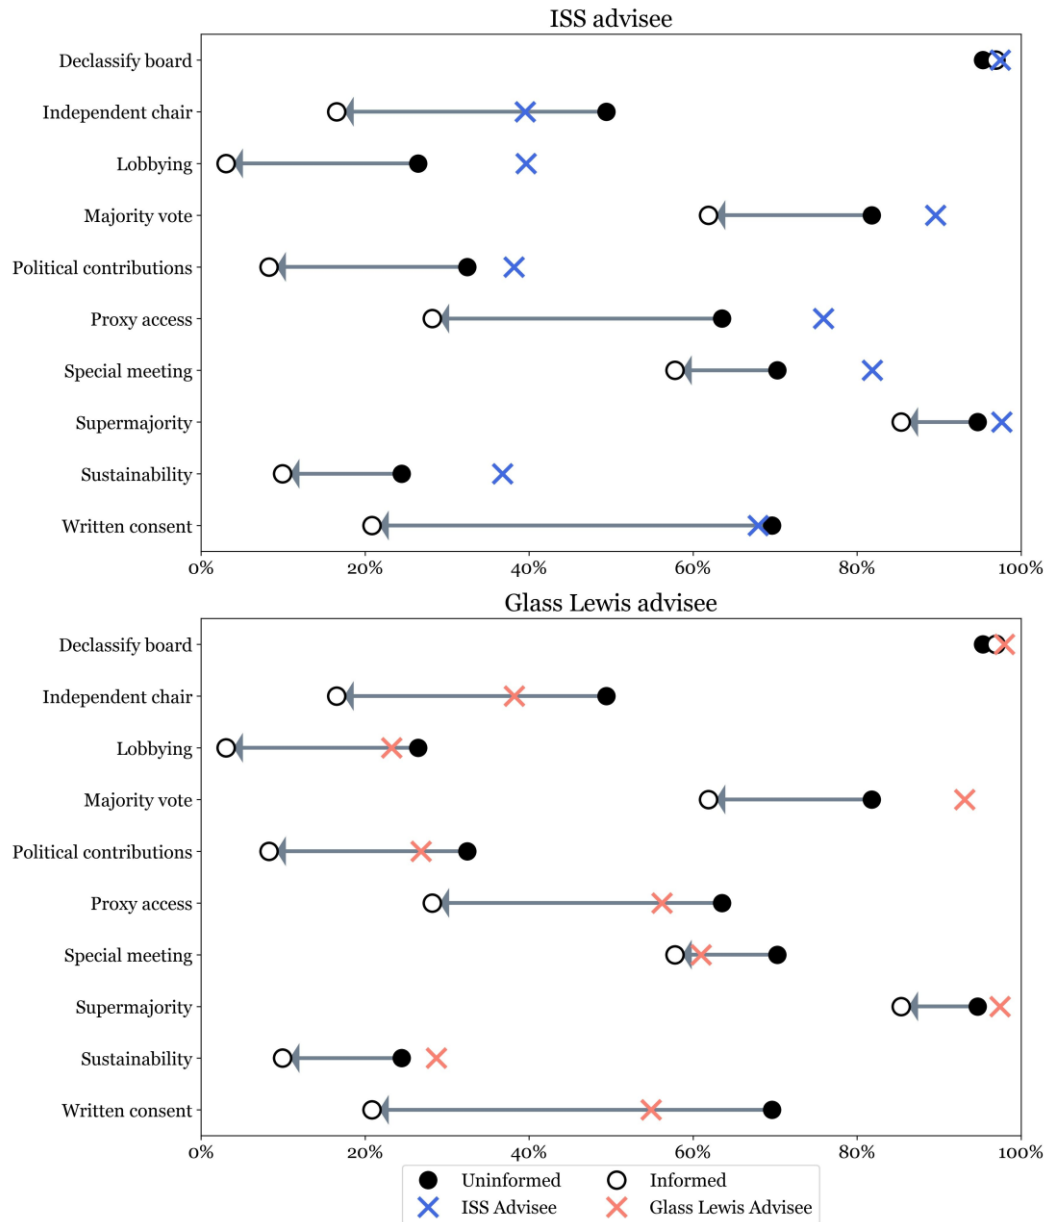 ISS advisee
Declassify board
Independent chair
Lobbying
Majority vote
Political contributions
Proxy access
Special meeting
Supermajority
Sustainability
Written consent
0% 20% 40% 60% 80% 100%
Glass Lewis advisee
Declassify board
Independent chair
Lobbying
Majority vote
Political contributions
Proxy access
Special meeting
Supermajority
Sustainability
Written consent
0% 20% 40% 60% 80% 100%
Uninformed Informed
ISS Advisee Glass Lewis Advisee